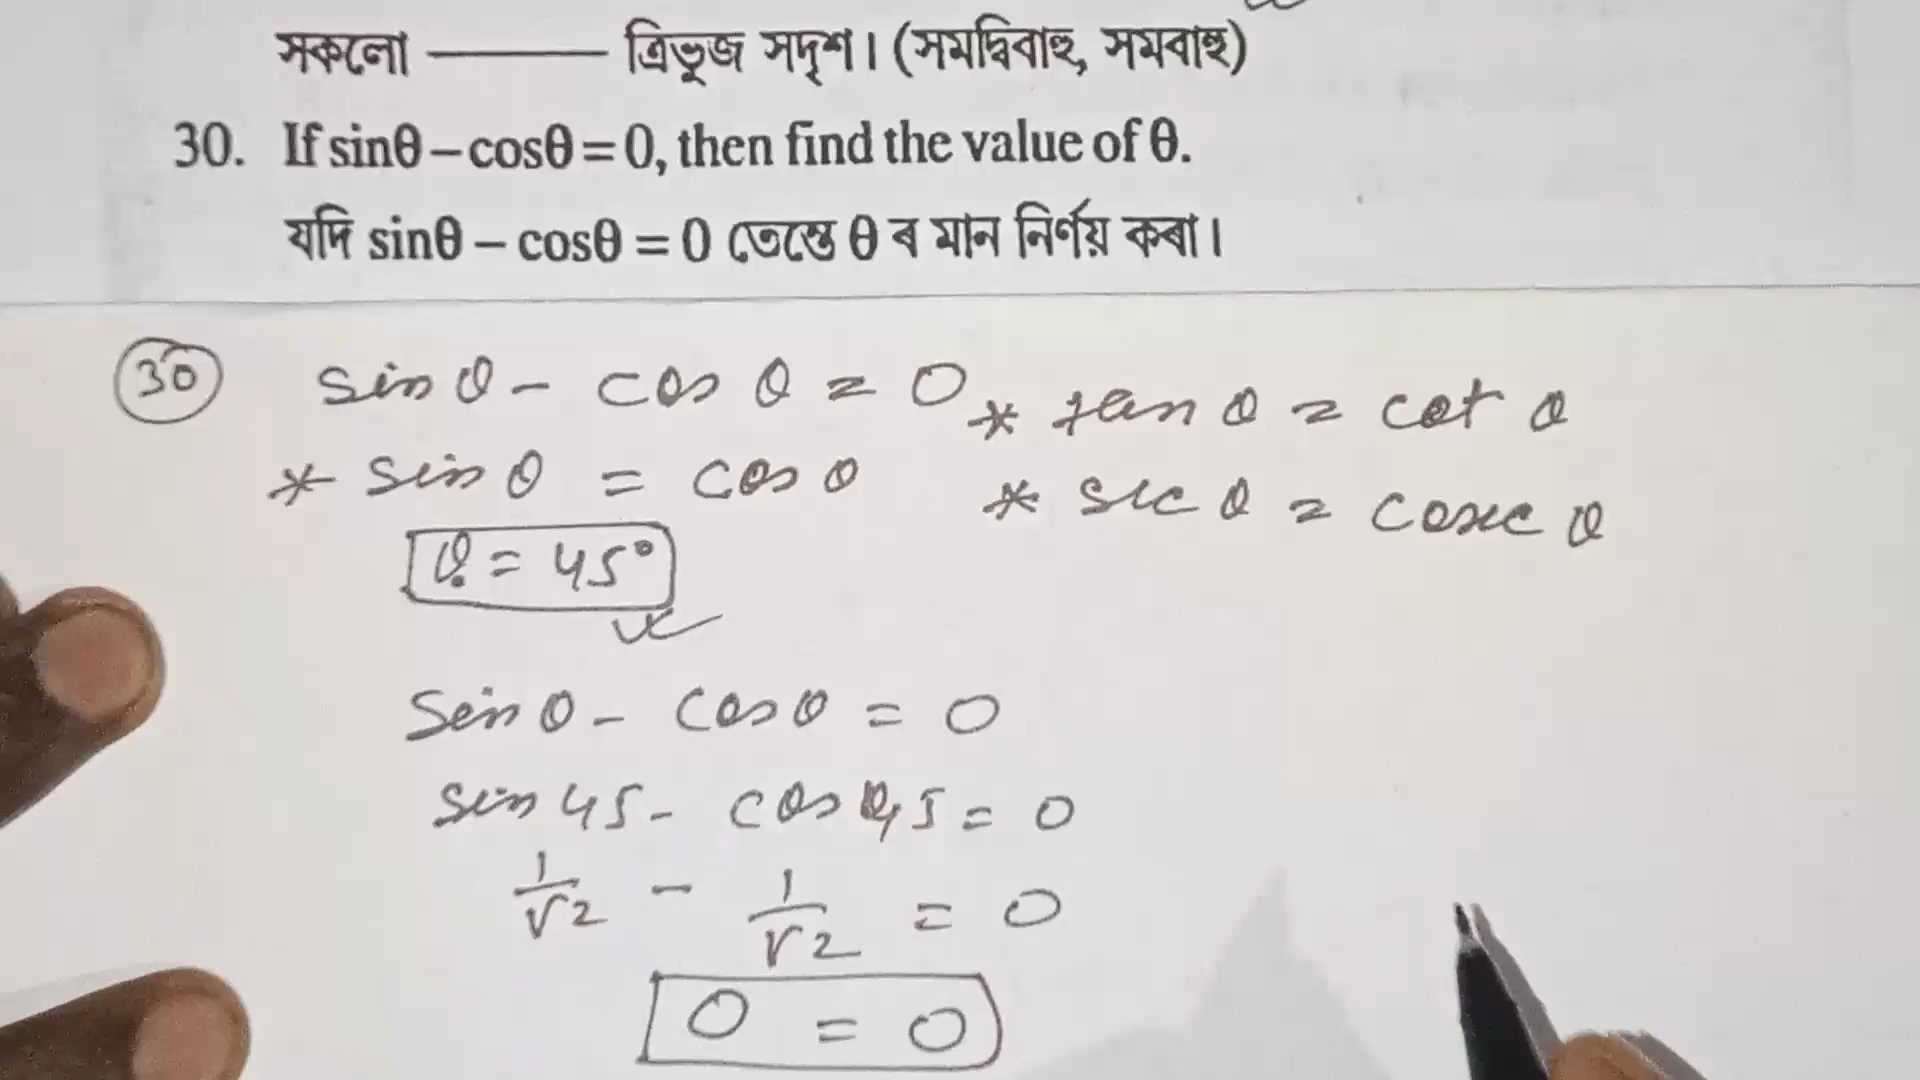 সকলো ——— ত্ৰিভূজ সদৃশ। (সমদ্বিবাহু, সমবাহু)
30. If sinθ – cosθ = 0, then find the value of θ.
যদি sinθ – cosθ = 0 তেন্তে θ ৰ মান নিৰ্ণয় কৰা।
30 sin θ - cos θ = 0
* tan θ = cot θ
* sin θ = cos θ
* sec θ = cosec θ
θ = 45°
sin θ - cos θ = 0
sin 45 - cos 45 = 0
1/√2 - 1/√2 = 0
0 = 0